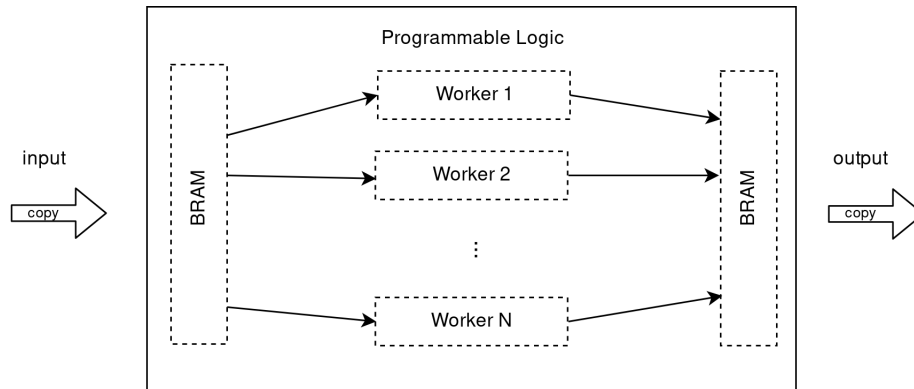 Programmable Logic
Worker 1
input
output
BRAM
Worker 2
BRAM
copy
copy
...
Worker N